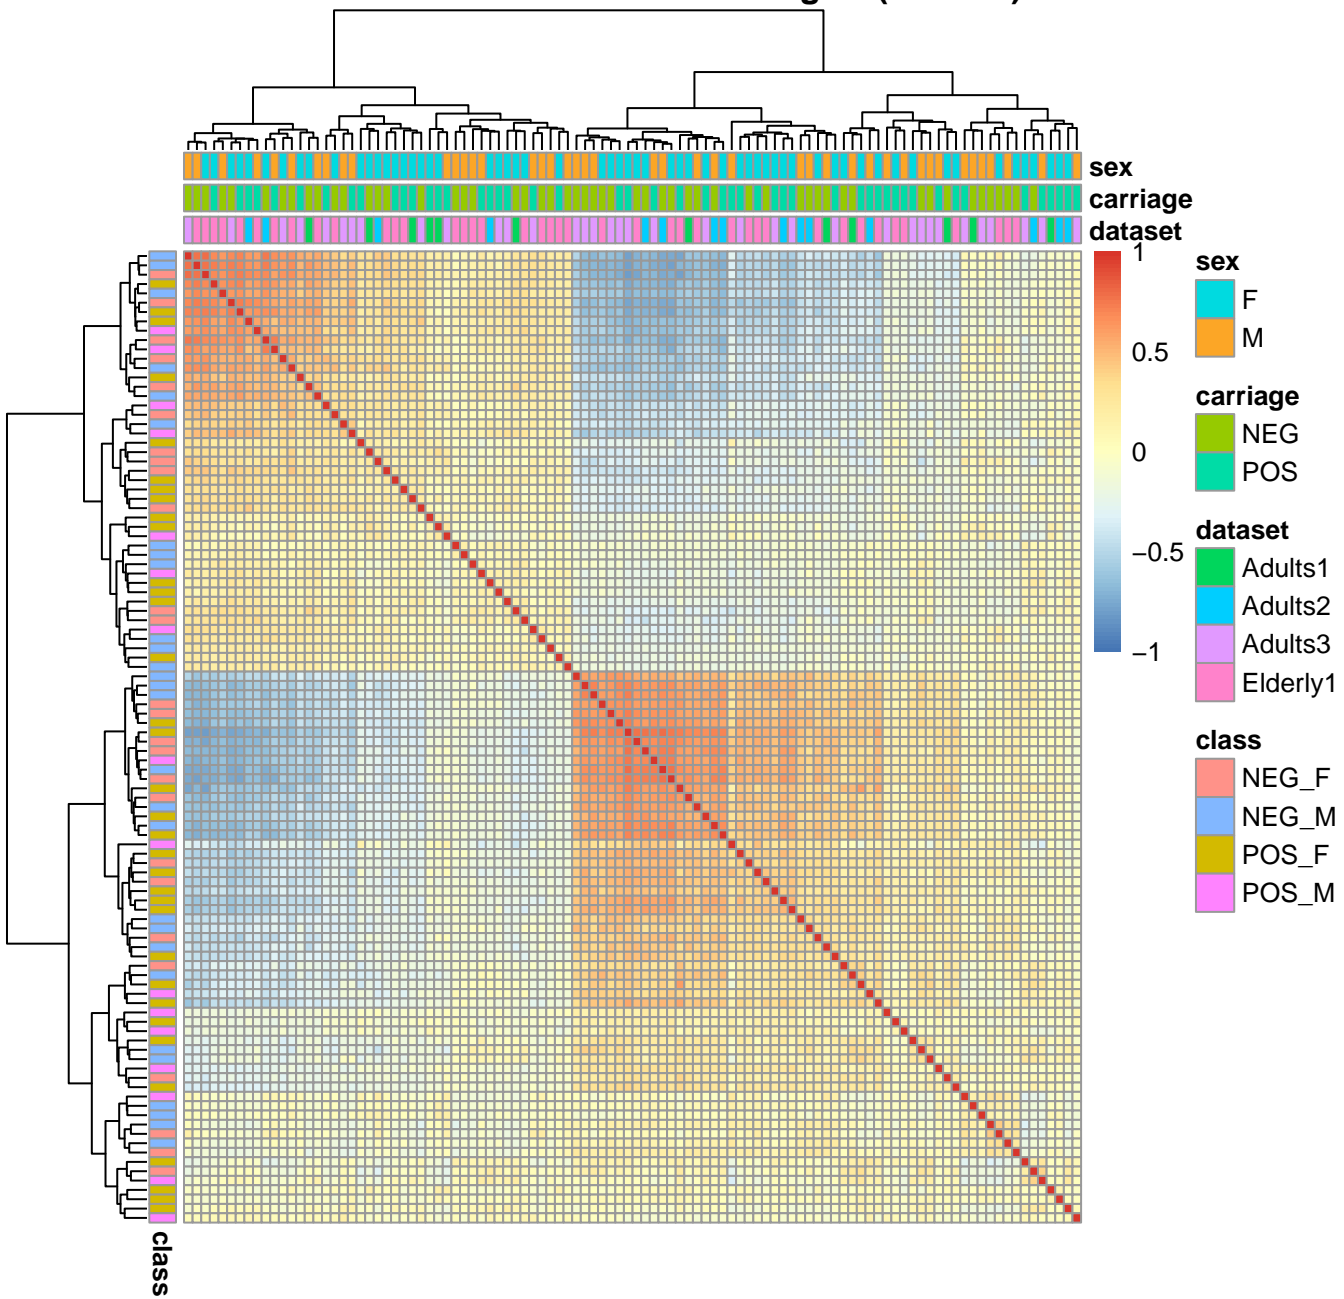 sex
carriage
dataset
1
0.5
0
−0.5
−1
sex
F
M
carriage
NEG
POS
dataset
Adults1
Adults2
Adults3
Elderly1
class
NEG_F
NEG_M
POS_F
POS_M
class